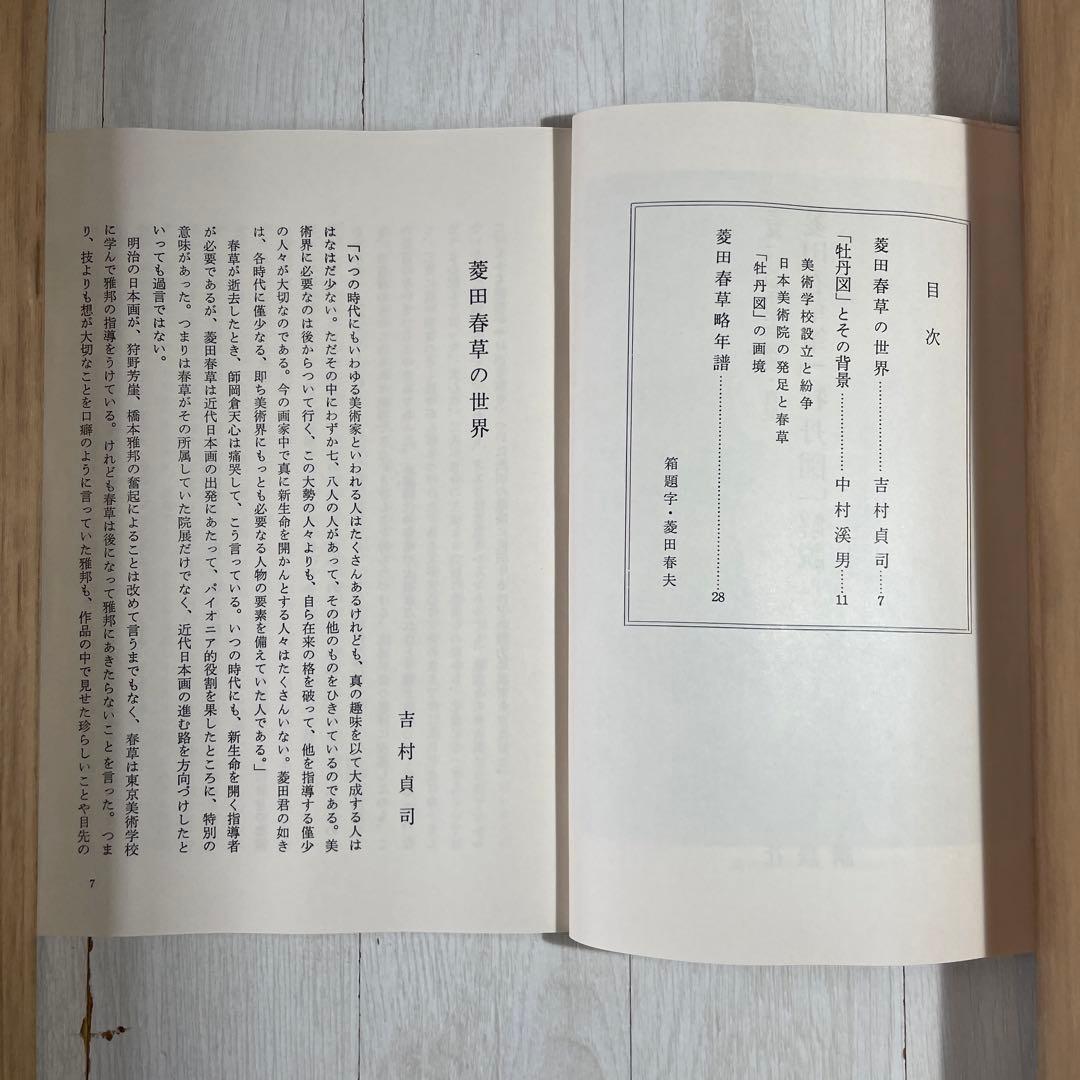 目次
菱田春草の世界…………………吉村貞司……7
「牡丹図」とその背景……………中村溪男……11
美術学校設立と紛争
日本美術院の発足と春草
「牡丹図」の画境
菱田春草略年譜…………………………………………28
箱題字・菱田春夫
菱田春草の世界
吉村貞司
「いつの時代にもいわゆる美術家といわれる人はたくさんあるけれども、真の趣味を以て大成する人は
はなはだ少ない。ただその中にわずか七、八人の人があって、その他のものをひきいているのである。美
術界に必要なのは後からついて行く、この大勢の人々よりも、自ら在来の格を破って、他を指導する僅少
の人々が大切なのである。今の画家中で真に新生命を開かんとする人々はたくさんいない。菱田君の如き
は、各時代に僅少なる、即ち美術界にもっとも必要なる人物の要素を備えていた人である。」
春草が逝去したとき、師岡倉天心は痛哭して、こう言っている。いつの時代にも、新生命を開く指導者
が必要であるが、菱田春草は近代日本画の出発にあたって、パイオニア的役割を果したところに、特別の
意味があった。つまりは春草がその所属していた院展だけでなく、近代日本画の進む路を方向づけしたと
いっても過言ではない。
明治の日本画が、狩野芳崖、橋本雅邦の奮起によることは改めて言うまでもなく、春草は東京美術学校
に学んで雅邦の指導をうけている。けれども春草は後になって雅邦にあきたらないことを言った。つま
り、技よりも想が大切なことを口癖のように言っていた雅邦も、作品の中で見せた珍らしいことや目先の
7